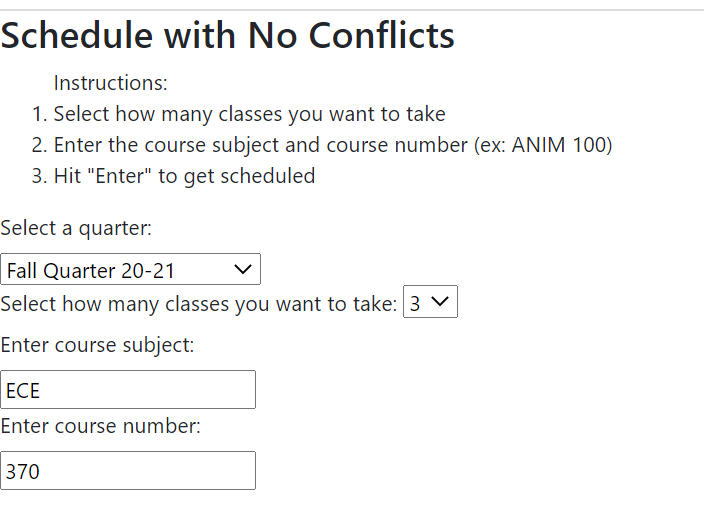 Schedule with No Conflicts
Instructions:
1. Select how many classes you want to take
2. Enter the course subject and course number (ex: ANIM 100)
3. Hit "Enter" to get scheduled
Select a quarter:
Fall Quarter 20-21
Select how many classes you want to take: 3
Enter course subject:
ECE
Enter course number:
370